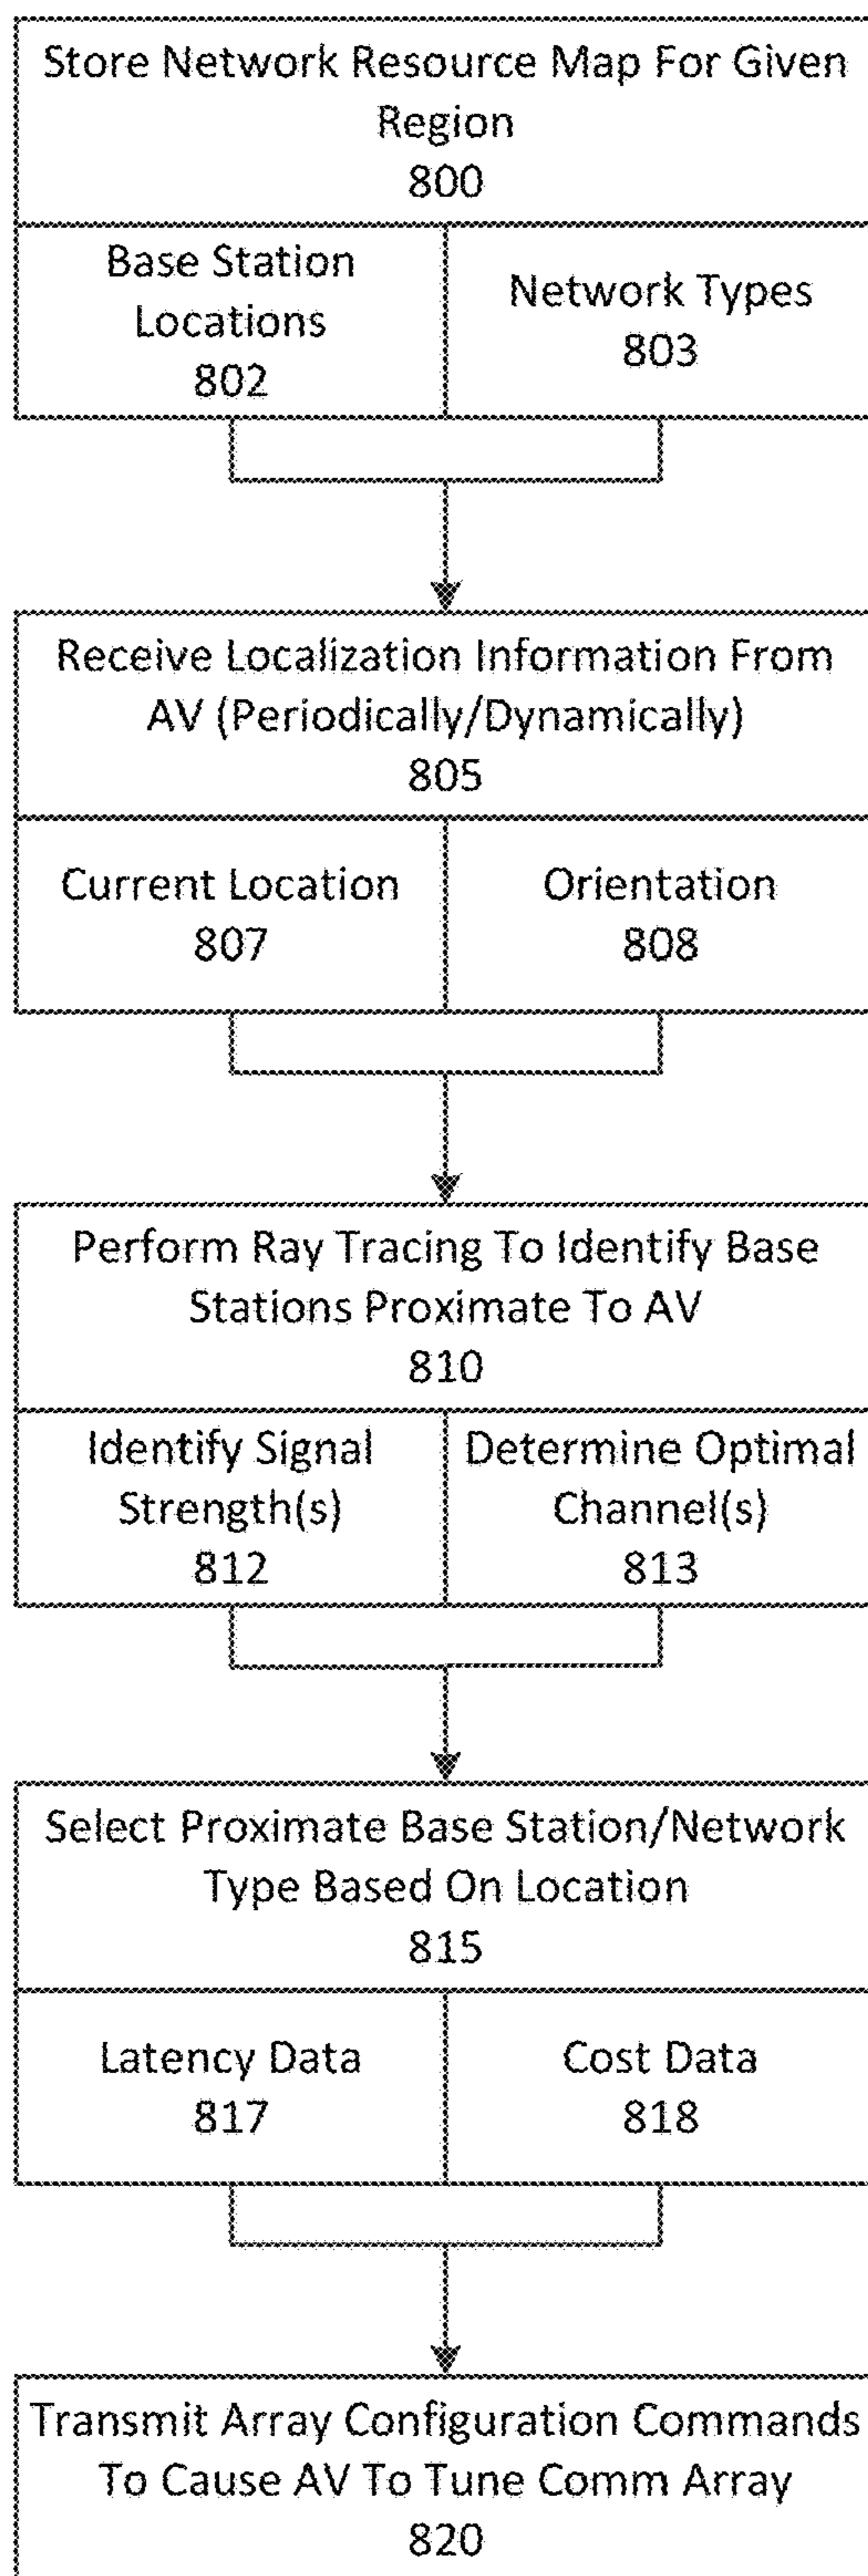 Store Network Resource Map For Given
Region
800
Base Station
Locations
802
Network Types
803
Receive Localization Information From
AV (Periodically/Dynamically)
805
Current Location
807
Orientation
808
Perform Ray Tracing To Identify Base
Stations Proximate To AV
810
Identify Signal
Strength(s)
812
Determine Optimal
Channel(s)
813
Select Proximate Base Station/Network
Type Based On Location
815
Latency Data
817
Cost Data
818
Transmit Array Configuration Commands
To Cause AV To Tune Comm Array
820